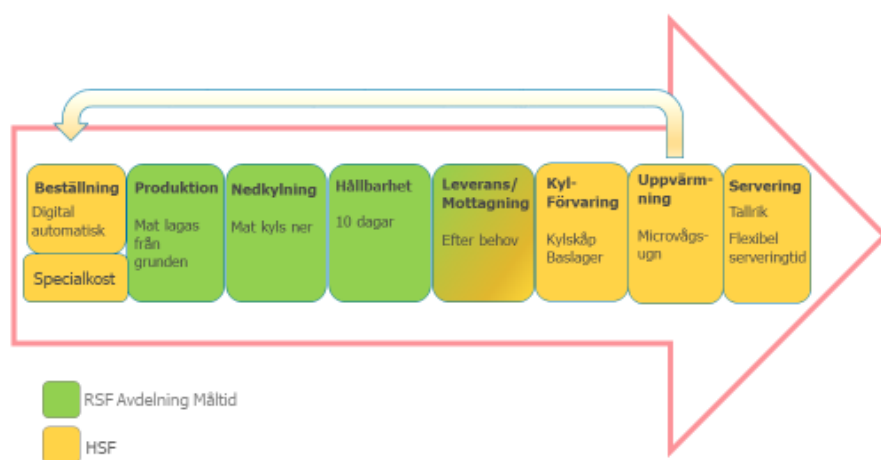 Beställning
Digital
automatisk
Specialkost
Produktion
Mat lagas
från
grunden
Nedkylning
Mat kyls ner
Hållbarhet
10 dagar
Leverans/
Mottagning
Efter behov
Kyl-
Förvaring
Kylskåp
Baslager
Uppvärm-
ning
Microvågs-
ugn
Servering
Tallrik
Flexibel
serveringtid
RSF Avdelning Måltid
HSF